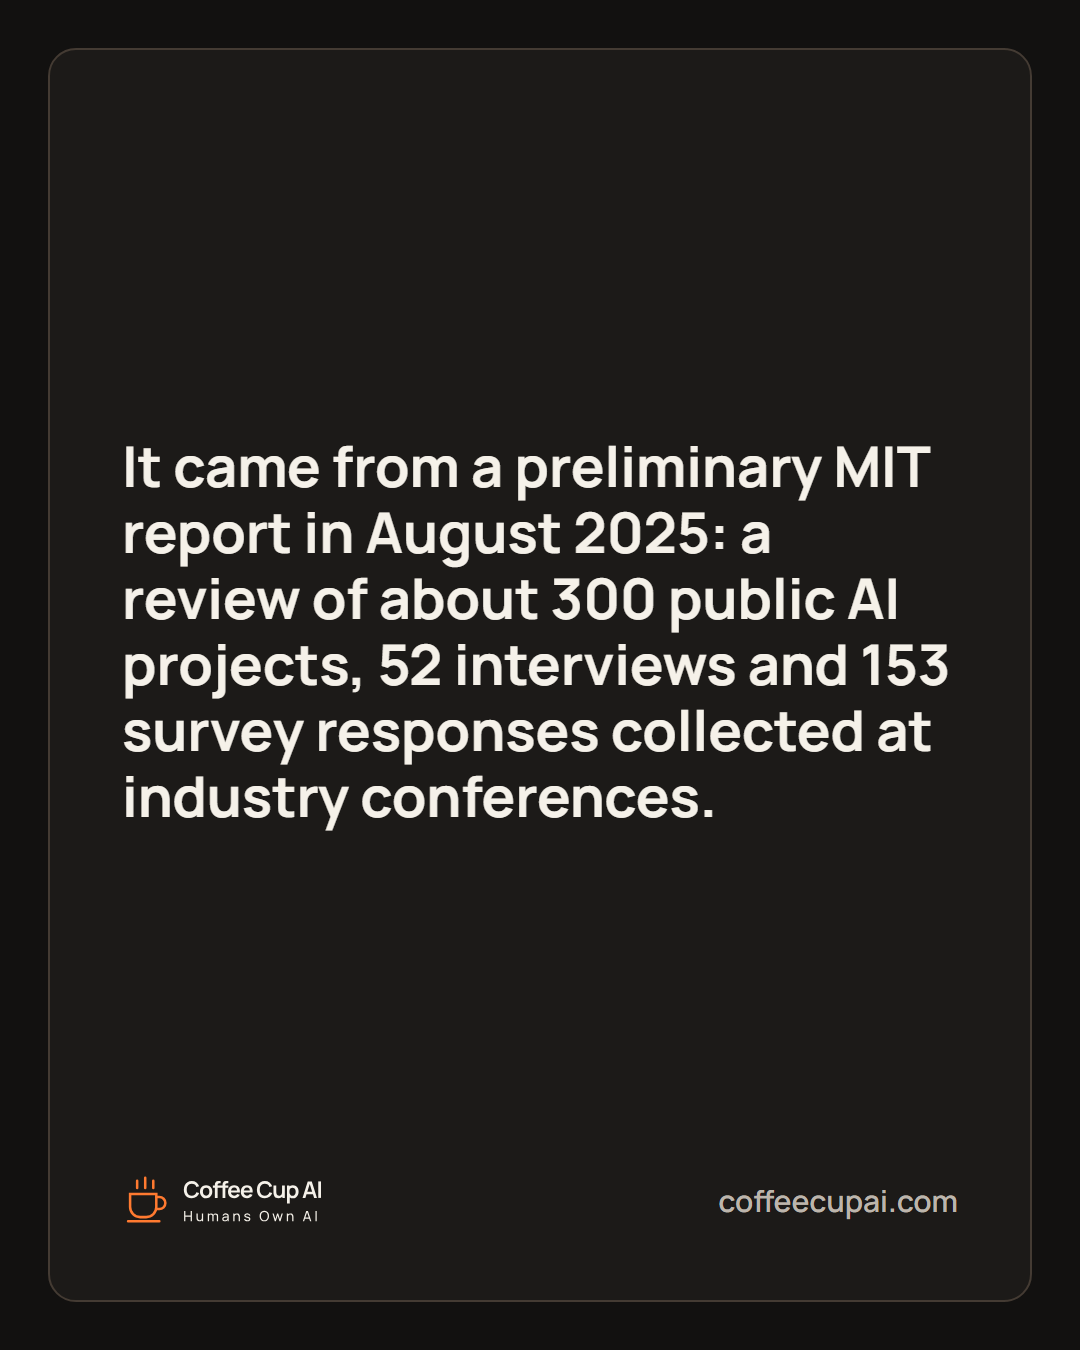 It came from a preliminary MIT
report in August 2025: a
review of about 300 public AI
projects, 52 interviews and 153
survey responses collected at
industry conferences.
Coffee Cup AI
Humans Own AI
coffeecupai.com